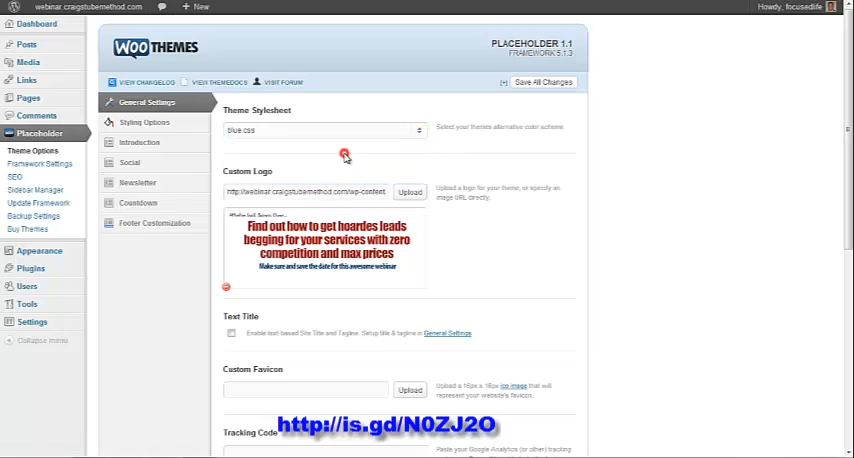 webinar.craigstubemethod.com
+ New
Howdy, focusedlife
Dashboard
Posts
Media
Links
Pages
Comments
Placeholder
Theme Options
Framework Settings
SEO
Sidebar Manager
Update Framework
Backup Settings
Buy Themes
Appearance
Plugins
Users
Tools
Settings
Collapse menu
WOOTHEMES
PLACEHOLDER 1.1
FRAMEWORK 5.1.3
VIEW CHANGELOG
VIEW THEMEDOCS
VISIT FORUM
[+]
Save All Changes
General Settings
Styling Options
Introduction
Social
Newsletter
Countdown
Footer Customization
Theme Stylesheet
blue.css
Select your themes alternative color scheme.
Custom Logo
http://webinar.craigstubemethod.com/wp-content
Upload
Upload a logo for your theme, or specify an
image URL directly.
Find out how to get hoardes leads
begging for your services with zero
competition and max prices
Make sure and save the date for this awesome webinar
Text Title
Enable text-based Site Title and Tagline. Setup title & tagline in General Settings.
Custom Favicon
Upload
Upload a 16px x 16px ico image that will
represent your website's favicon.
http://is.gd/N0ZJ2O
Tracking Code
Paste your Google Analytics (or other) tracking